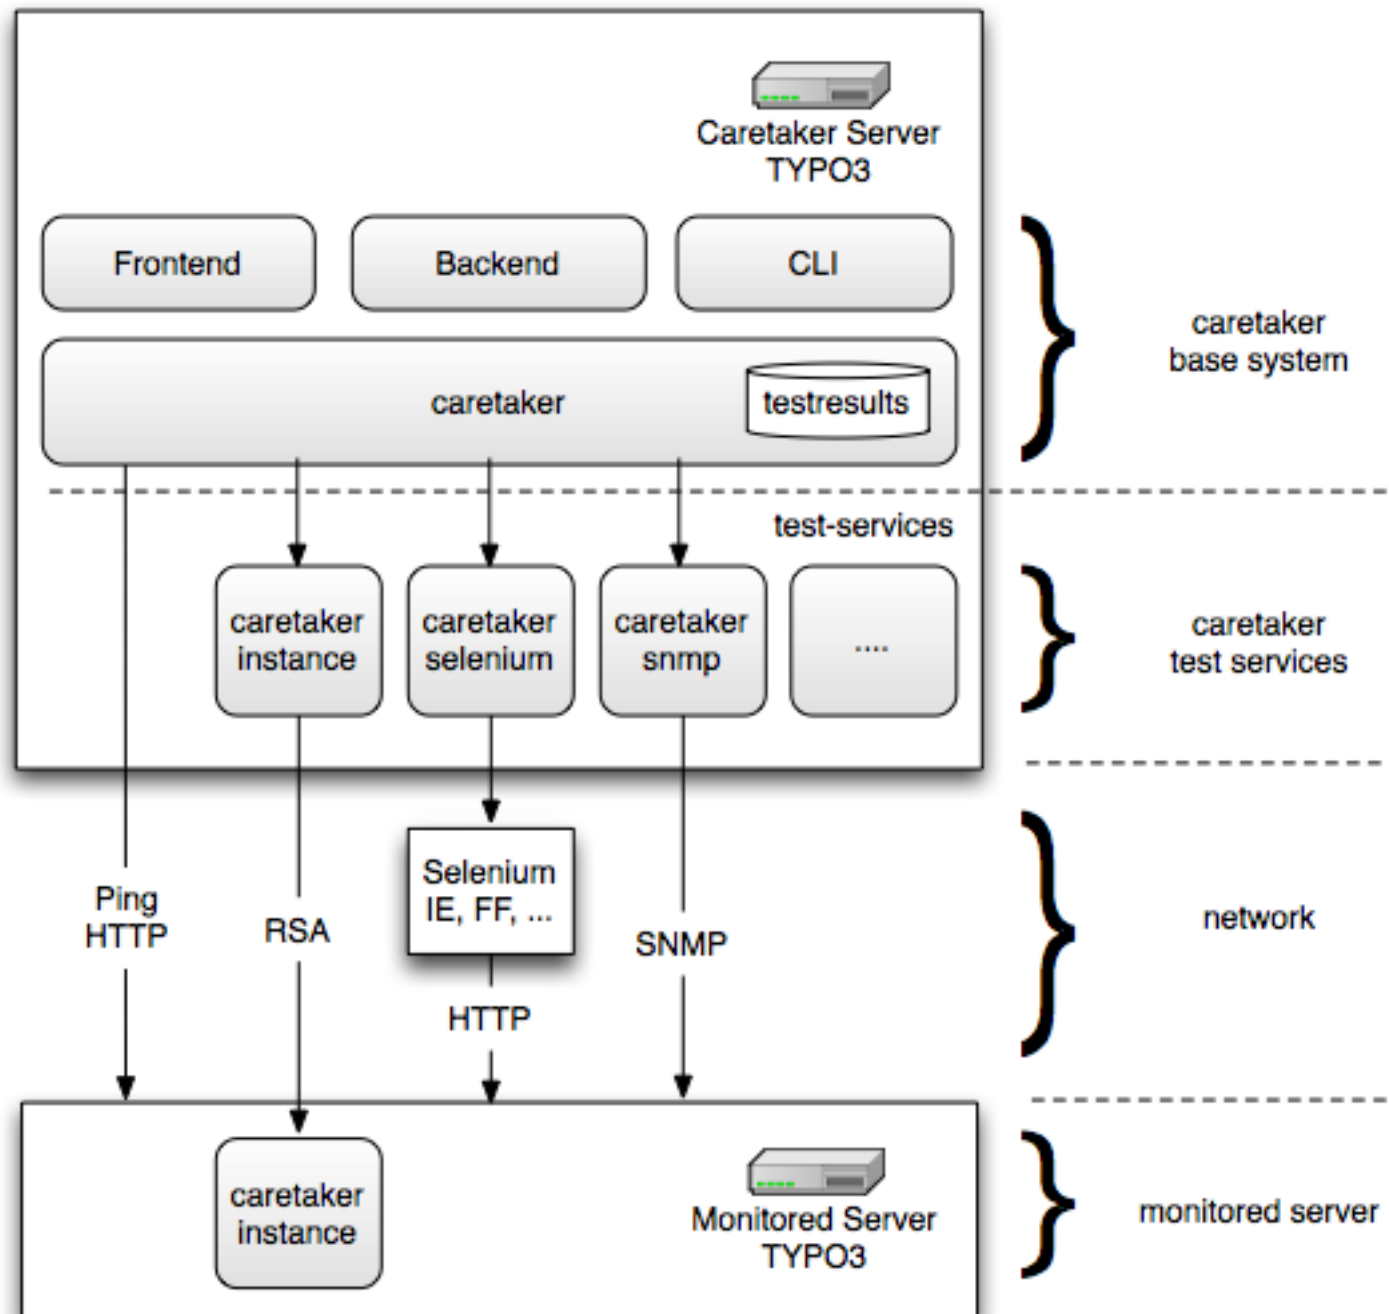 Caretaker Server
TYPO3
Frontend
Backend
CLI
caretaker
base system
caretaker
testresults
test-services
caretaker
instance
caretaker
selenium
caretaker
snmp
....
caretaker
test services
Ping
HTTP
RSA
Selenium
IE, FF, ...
HTTP
SNMP
network
caretaker
instance
Monitored Server
TYPO3
monitored server